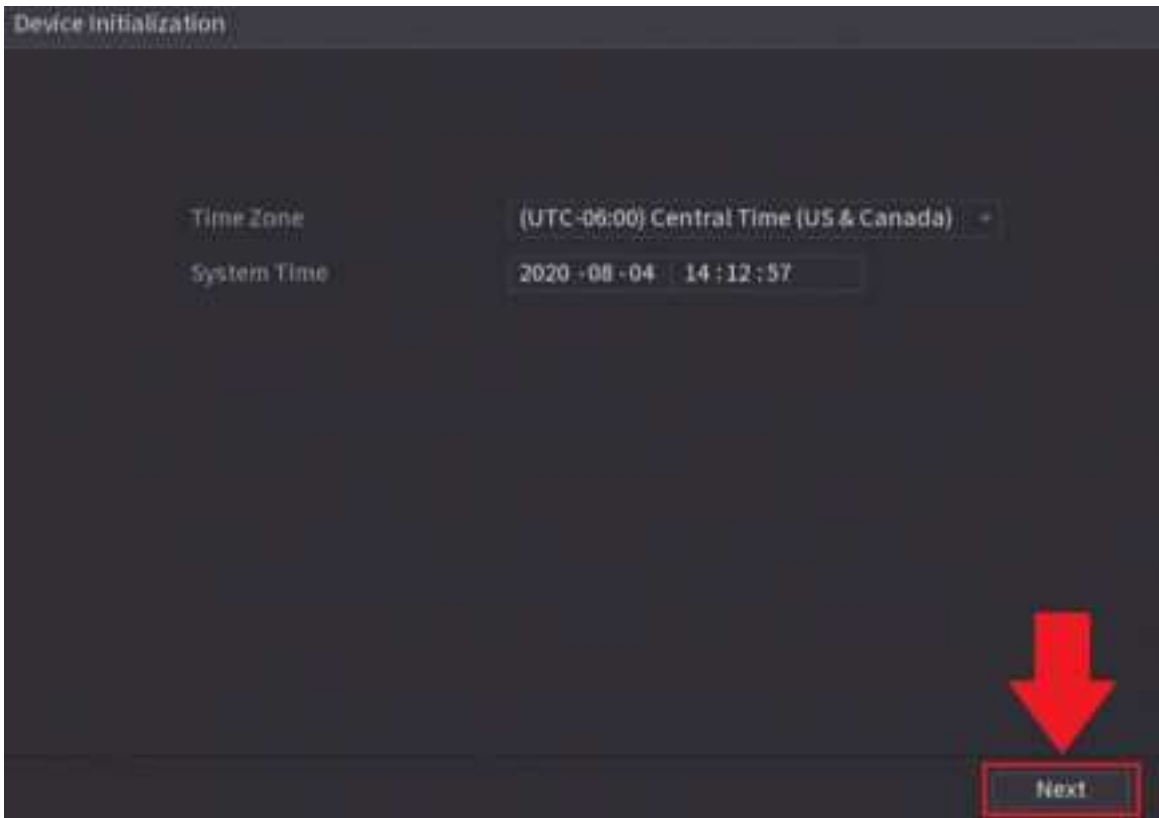 Device Initialization
Time Zone (UTC-06:00) Central Time (US & Canada)
System Time 2020 -08 -04 14 : 12 : 57
Next